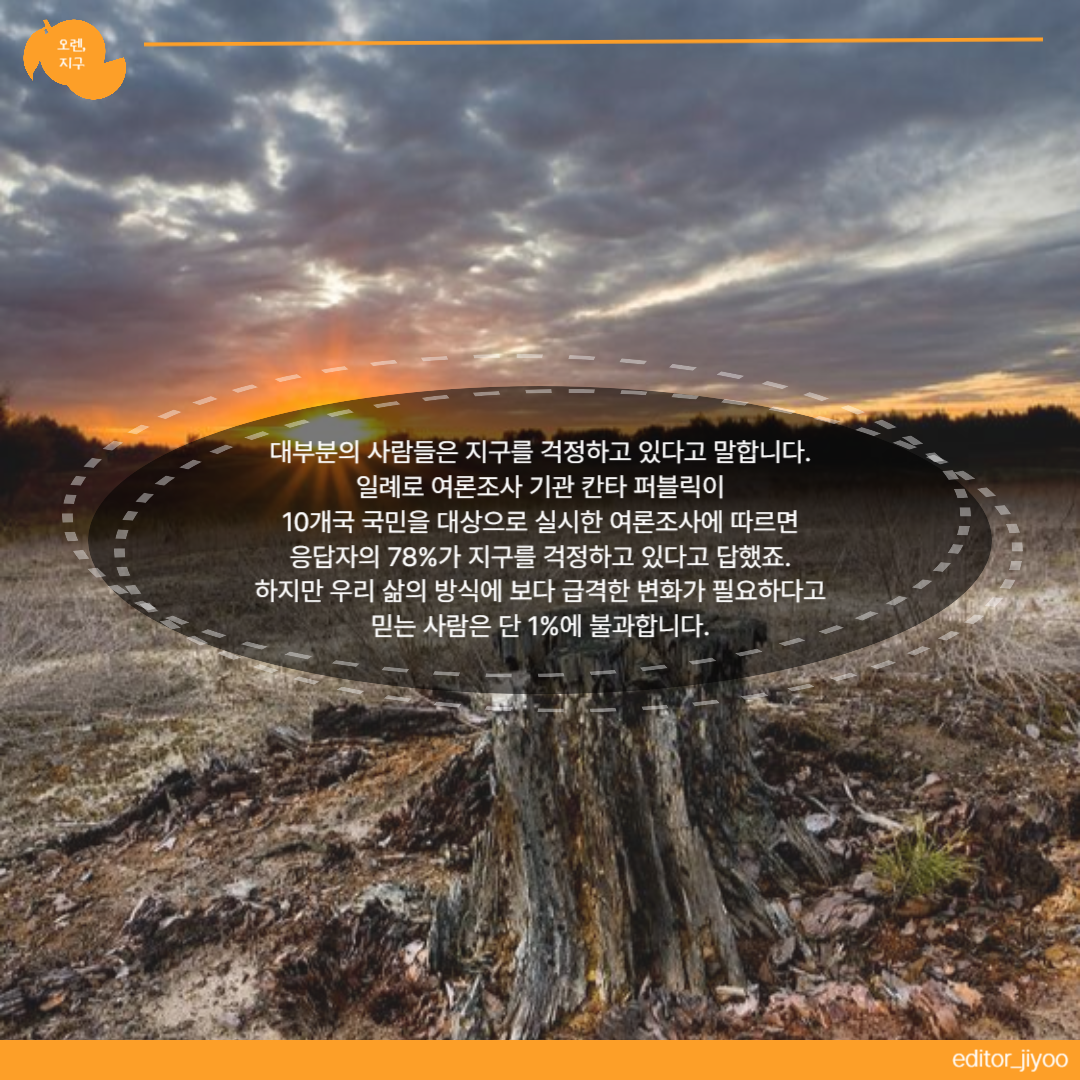 오렌,
지구
대부분의 사람들은 지구를 걱정하고 있다고 말합니다.
일례로 여론조사 기관 칸타 퍼블릭이
10개국 국민을 대상으로 실시한 여론조사에 따르면
응답자의 78%가 지구를 걱정하고 있다고 답했죠.
하지만 우리 삶의 방식에 보다 급격한 변화가 필요하다고
믿는 사람은 단 1%에 불과합니다.
editor_jiyoo